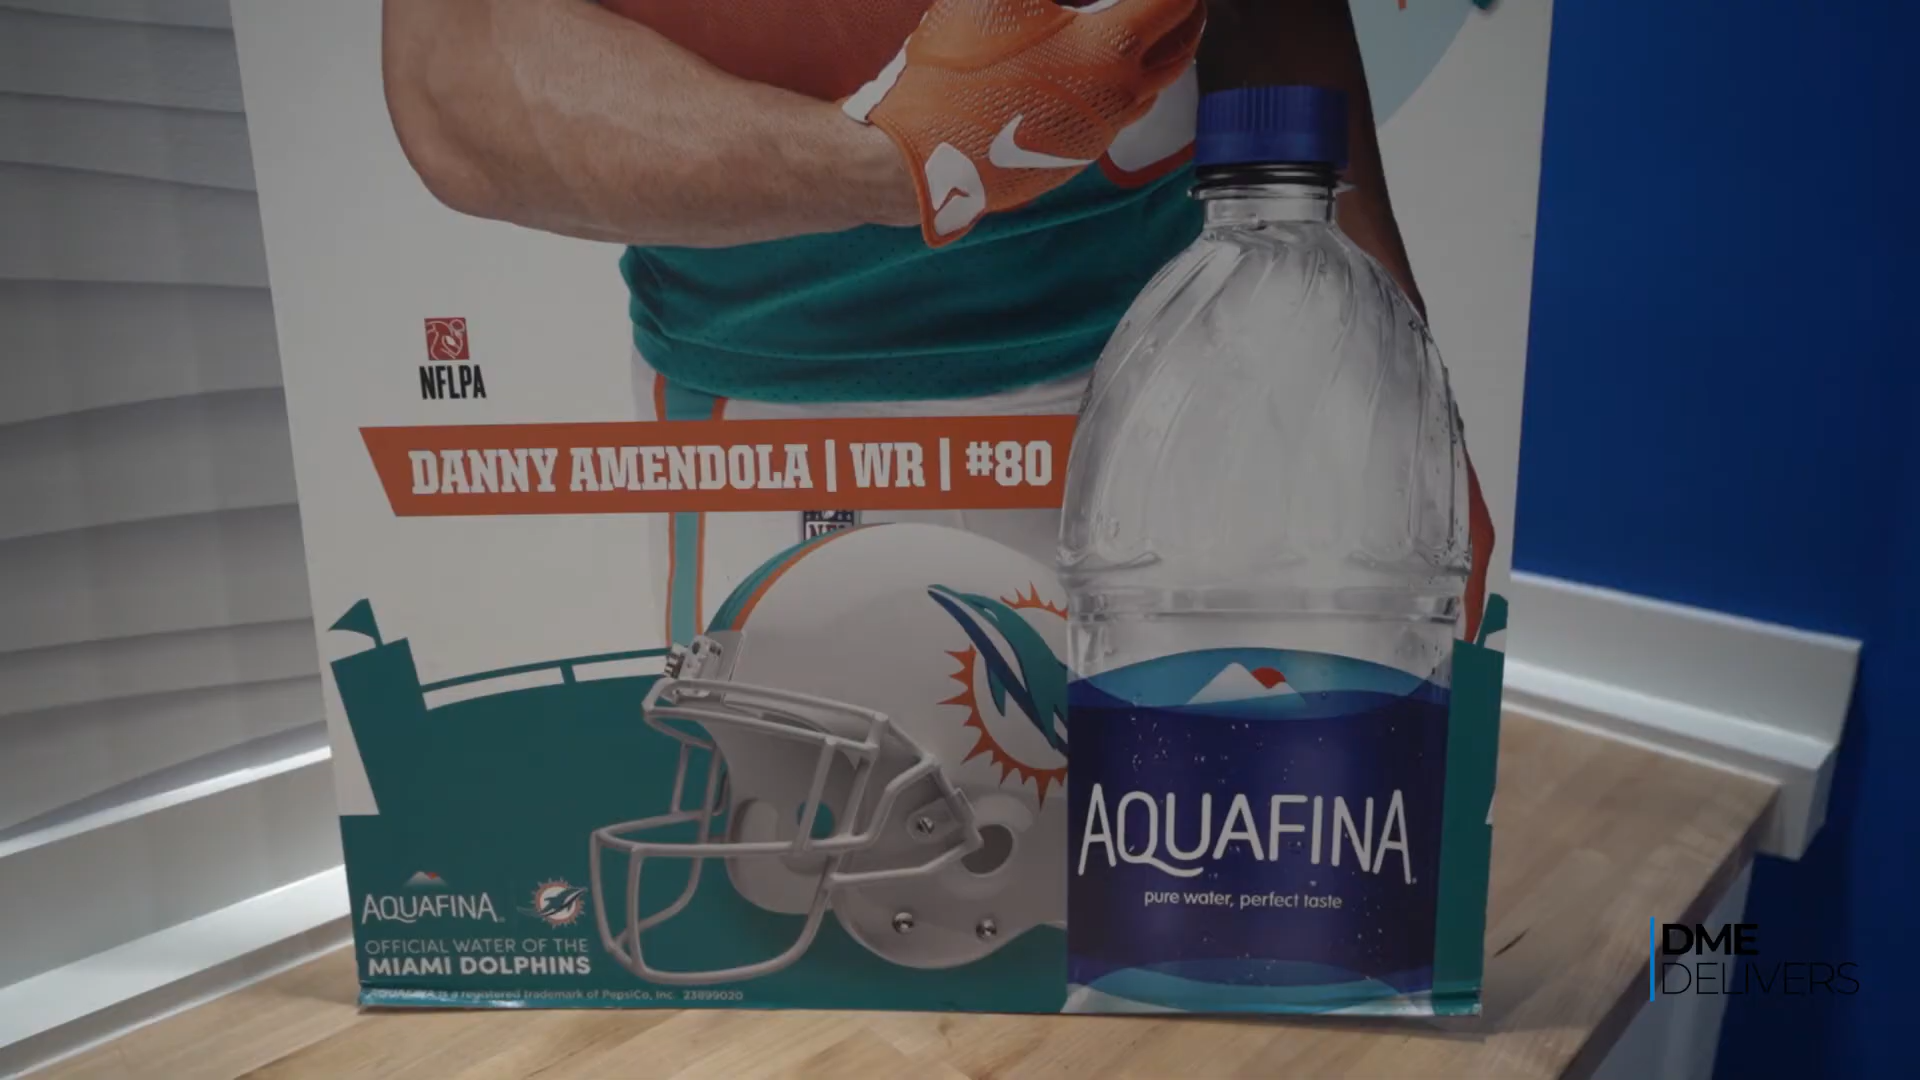 NFLPA
DANNY AMENDOLA | WR | #80
AQUAFINA
pure water, perfect taste
AQUAFINA
OFFICIAL WATER OF THE
MIAMI DOLPHINS
AQUAFINA is a registered trademark of PepsiCo, Inc. 23899020
DME
DELIVERS